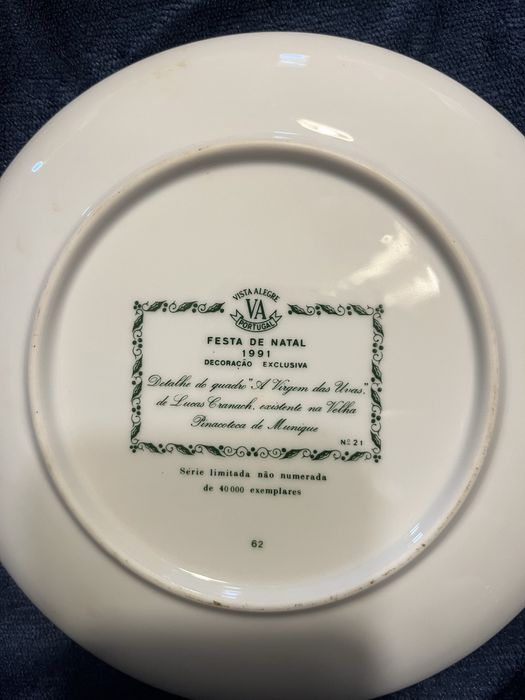 VISTA ALEGRE
VA
PORTUGAL
FESTA DE NATAL
1991
DECORAÇÃO EXCLUSIVA
Detalhe do quadro "A Virgem das Uvas",
de Lucas Cranach, existente na Velha
Pinacoteca de Munique
Nº 21
Série limitada não numerada
de 40000 exemplares
62